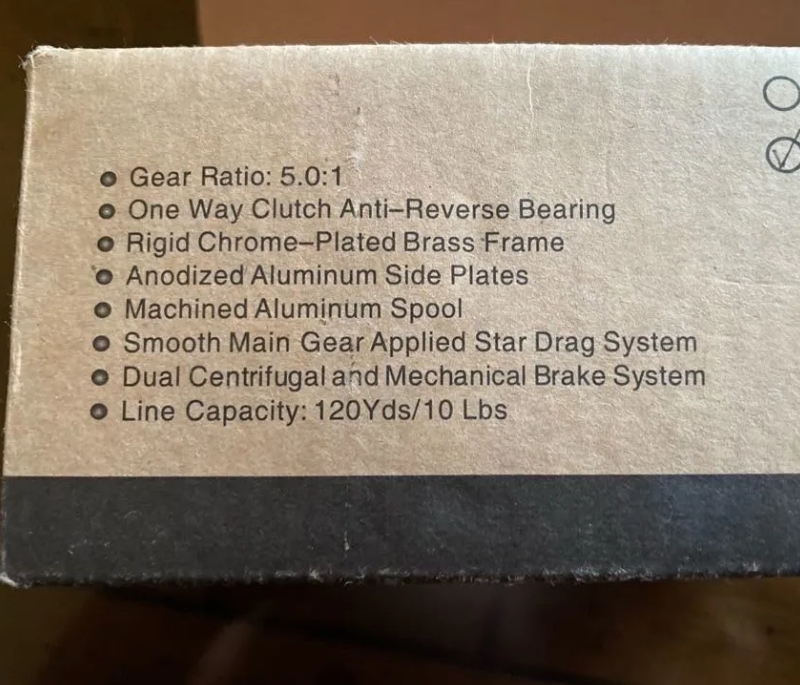 Gear Ratio: 5.0:1
One Way Clutch Anti–Reverse Bearing
Rigid Chrome–Plated Brass Frame
Anodized Aluminum Side Plates
Machined Aluminum Spool
Smooth Main Gear Applied Star Drag System
Dual Centrifugal and Mechanical Brake System
Line Capacity: 120Yds/10 Lbs